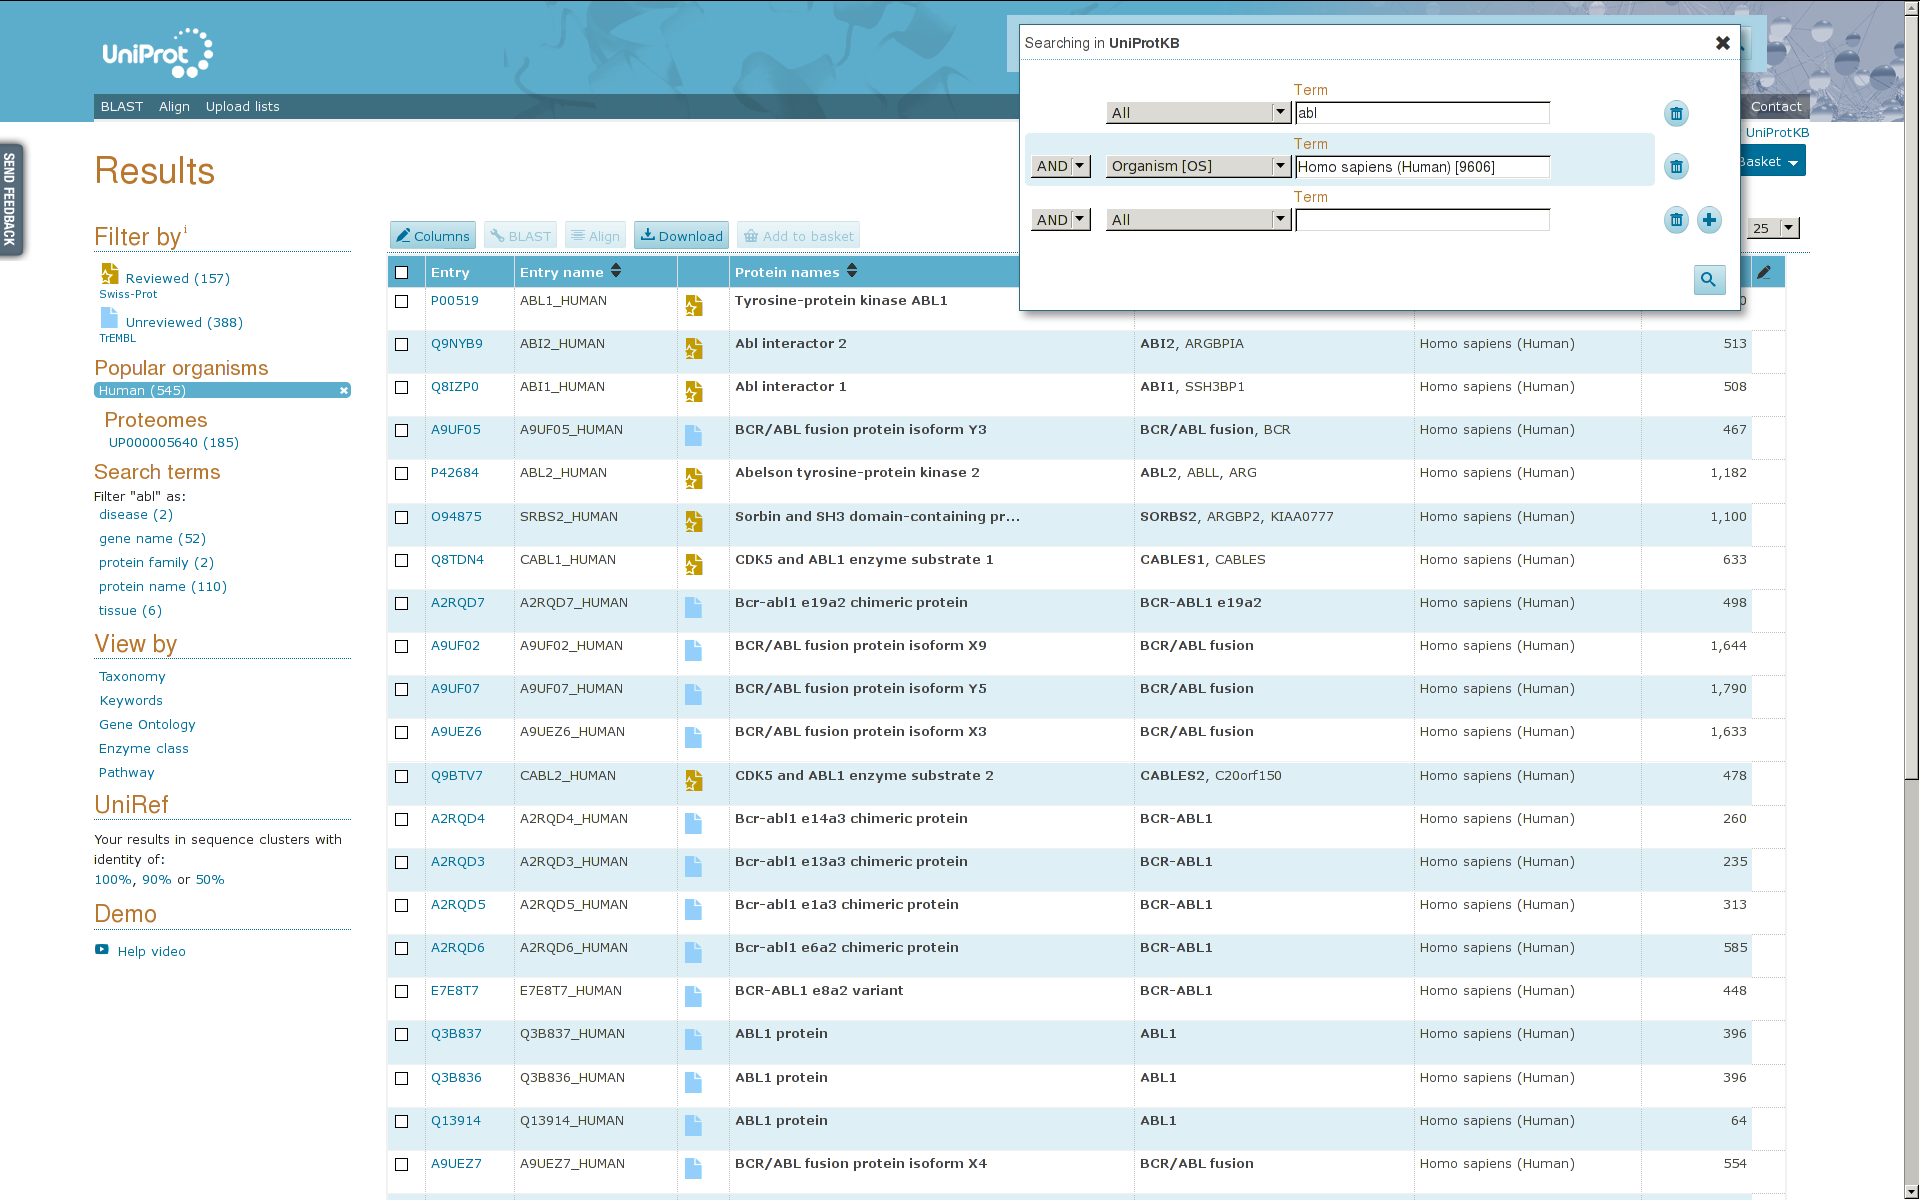 UniProt
BLAST Align Upload lists
Contact
Searching in UniProtKB
Term
All abl
Term
AND Organism [OS] Homo sapiens (Human) [9606]
Term
AND All
UniProtKB
Basket
SEND FEEDBACK
Results
Columns BLAST Align Download Add to basket
25
Filter by i
Reviewed (157)
Swiss-Prot
Unreviewed (388)
TrEMBL
Popular organisms
Human (545)
Proteomes
UP000005640 (185)
Search terms
Filter "abl" as:
disease (2)
gene name (52)
protein family (2)
protein name (110)
tissue (6)
View by
Taxonomy
Keywords
Gene Ontology
Enzyme class
Pathway
UniRef
Your results in sequence clusters with
identity of:
100%, 90% or 50%
Demo
Help video
Entry Entry name Protein names
P00519 ABL1_HUMAN Tyrosine-protein kinase ABL1
Q9NYB9 ABI2_HUMAN Abl interactor 2 ABI2, ARGBPIA Homo sapiens (Human) 513
Q8IZP0 ABI1_HUMAN Abl interactor 1 ABI1, SSH3BP1 Homo sapiens (Human) 508
A9UF05 A9UF05_HUMAN BCR/ABL fusion protein isoform Y3 BCR/ABL fusion, BCR Homo sapiens (Human) 467
P42684 ABL2_HUMAN Abelson tyrosine-protein kinase 2 ABL2, ABLL, ARG Homo sapiens (Human) 1,182
O94875 SRBS2_HUMAN Sorbin and SH3 domain-containing pr... SORBS2, ARGBP2, KIAA0777 Homo sapiens (Human) 1,100
Q8TDN4 CABL1_HUMAN CDK5 and ABL1 enzyme substrate 1 CABLES1, CABLES Homo sapiens (Human) 633
A2RQD7 A2RQD7_HUMAN Bcr-abl1 e19a2 chimeric protein BCR-ABL1 e19a2 Homo sapiens (Human) 498
A9UF02 A9UF02_HUMAN BCR/ABL fusion protein isoform X9 BCR/ABL fusion Homo sapiens (Human) 1,644
A9UF07 A9UF07_HUMAN BCR/ABL fusion protein isoform Y5 BCR/ABL fusion Homo sapiens (Human) 1,790
A9UEZ6 A9UEZ6_HUMAN BCR/ABL fusion protein isoform X3 BCR/ABL fusion Homo sapiens (Human) 1,633
Q9BTV7 CABL2_HUMAN CDK5 and ABL1 enzyme substrate 2 CABLES2, C20orf150 Homo sapiens (Human) 478
A2RQD4 A2RQD4_HUMAN Bcr-abl1 e14a3 chimeric protein BCR-ABL1 Homo sapiens (Human) 260
A2RQD3 A2RQD3_HUMAN Bcr-abl1 e13a3 chimeric protein BCR-ABL1 Homo sapiens (Human) 235
A2RQD5 A2RQD5_HUMAN Bcr-abl1 e1a3 chimeric protein BCR-ABL1 Homo sapiens (Human) 313
A2RQD6 A2RQD6_HUMAN Bcr-abl1 e6a2 chimeric protein BCR-ABL1 Homo sapiens (Human) 585
E7E8T7 E7E8T7_HUMAN BCR-ABL1 e8a2 variant BCR-ABL1 Homo sapiens (Human) 448
Q3B837 Q3B837_HUMAN ABL1 protein ABL1 Homo sapiens (Human) 396
Q3B836 Q3B836_HUMAN ABL1 protein ABL1 Homo sapiens (Human) 396
Q13914 Q13914_HUMAN ABL1 protein ABL1 Homo sapiens (Human) 64
A9UEZ7 A9UEZ7_HUMAN BCR/ABL fusion protein isoform X4 BCR/ABL fusion Homo sapiens (Human) 554